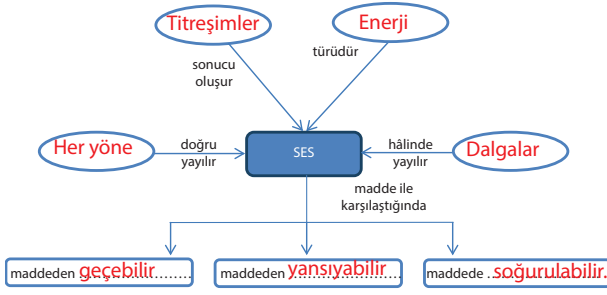 Titreşimler
Enerji
sonucu
oluşur
türüdür
Her yöne
doğru
yayılır
SES
hâlinde
yayılır
Dalgalar
madde ile
karşılaştığında
maddeden geçebilir
maddeden yansıyabilir
maddede soğurulabilir.